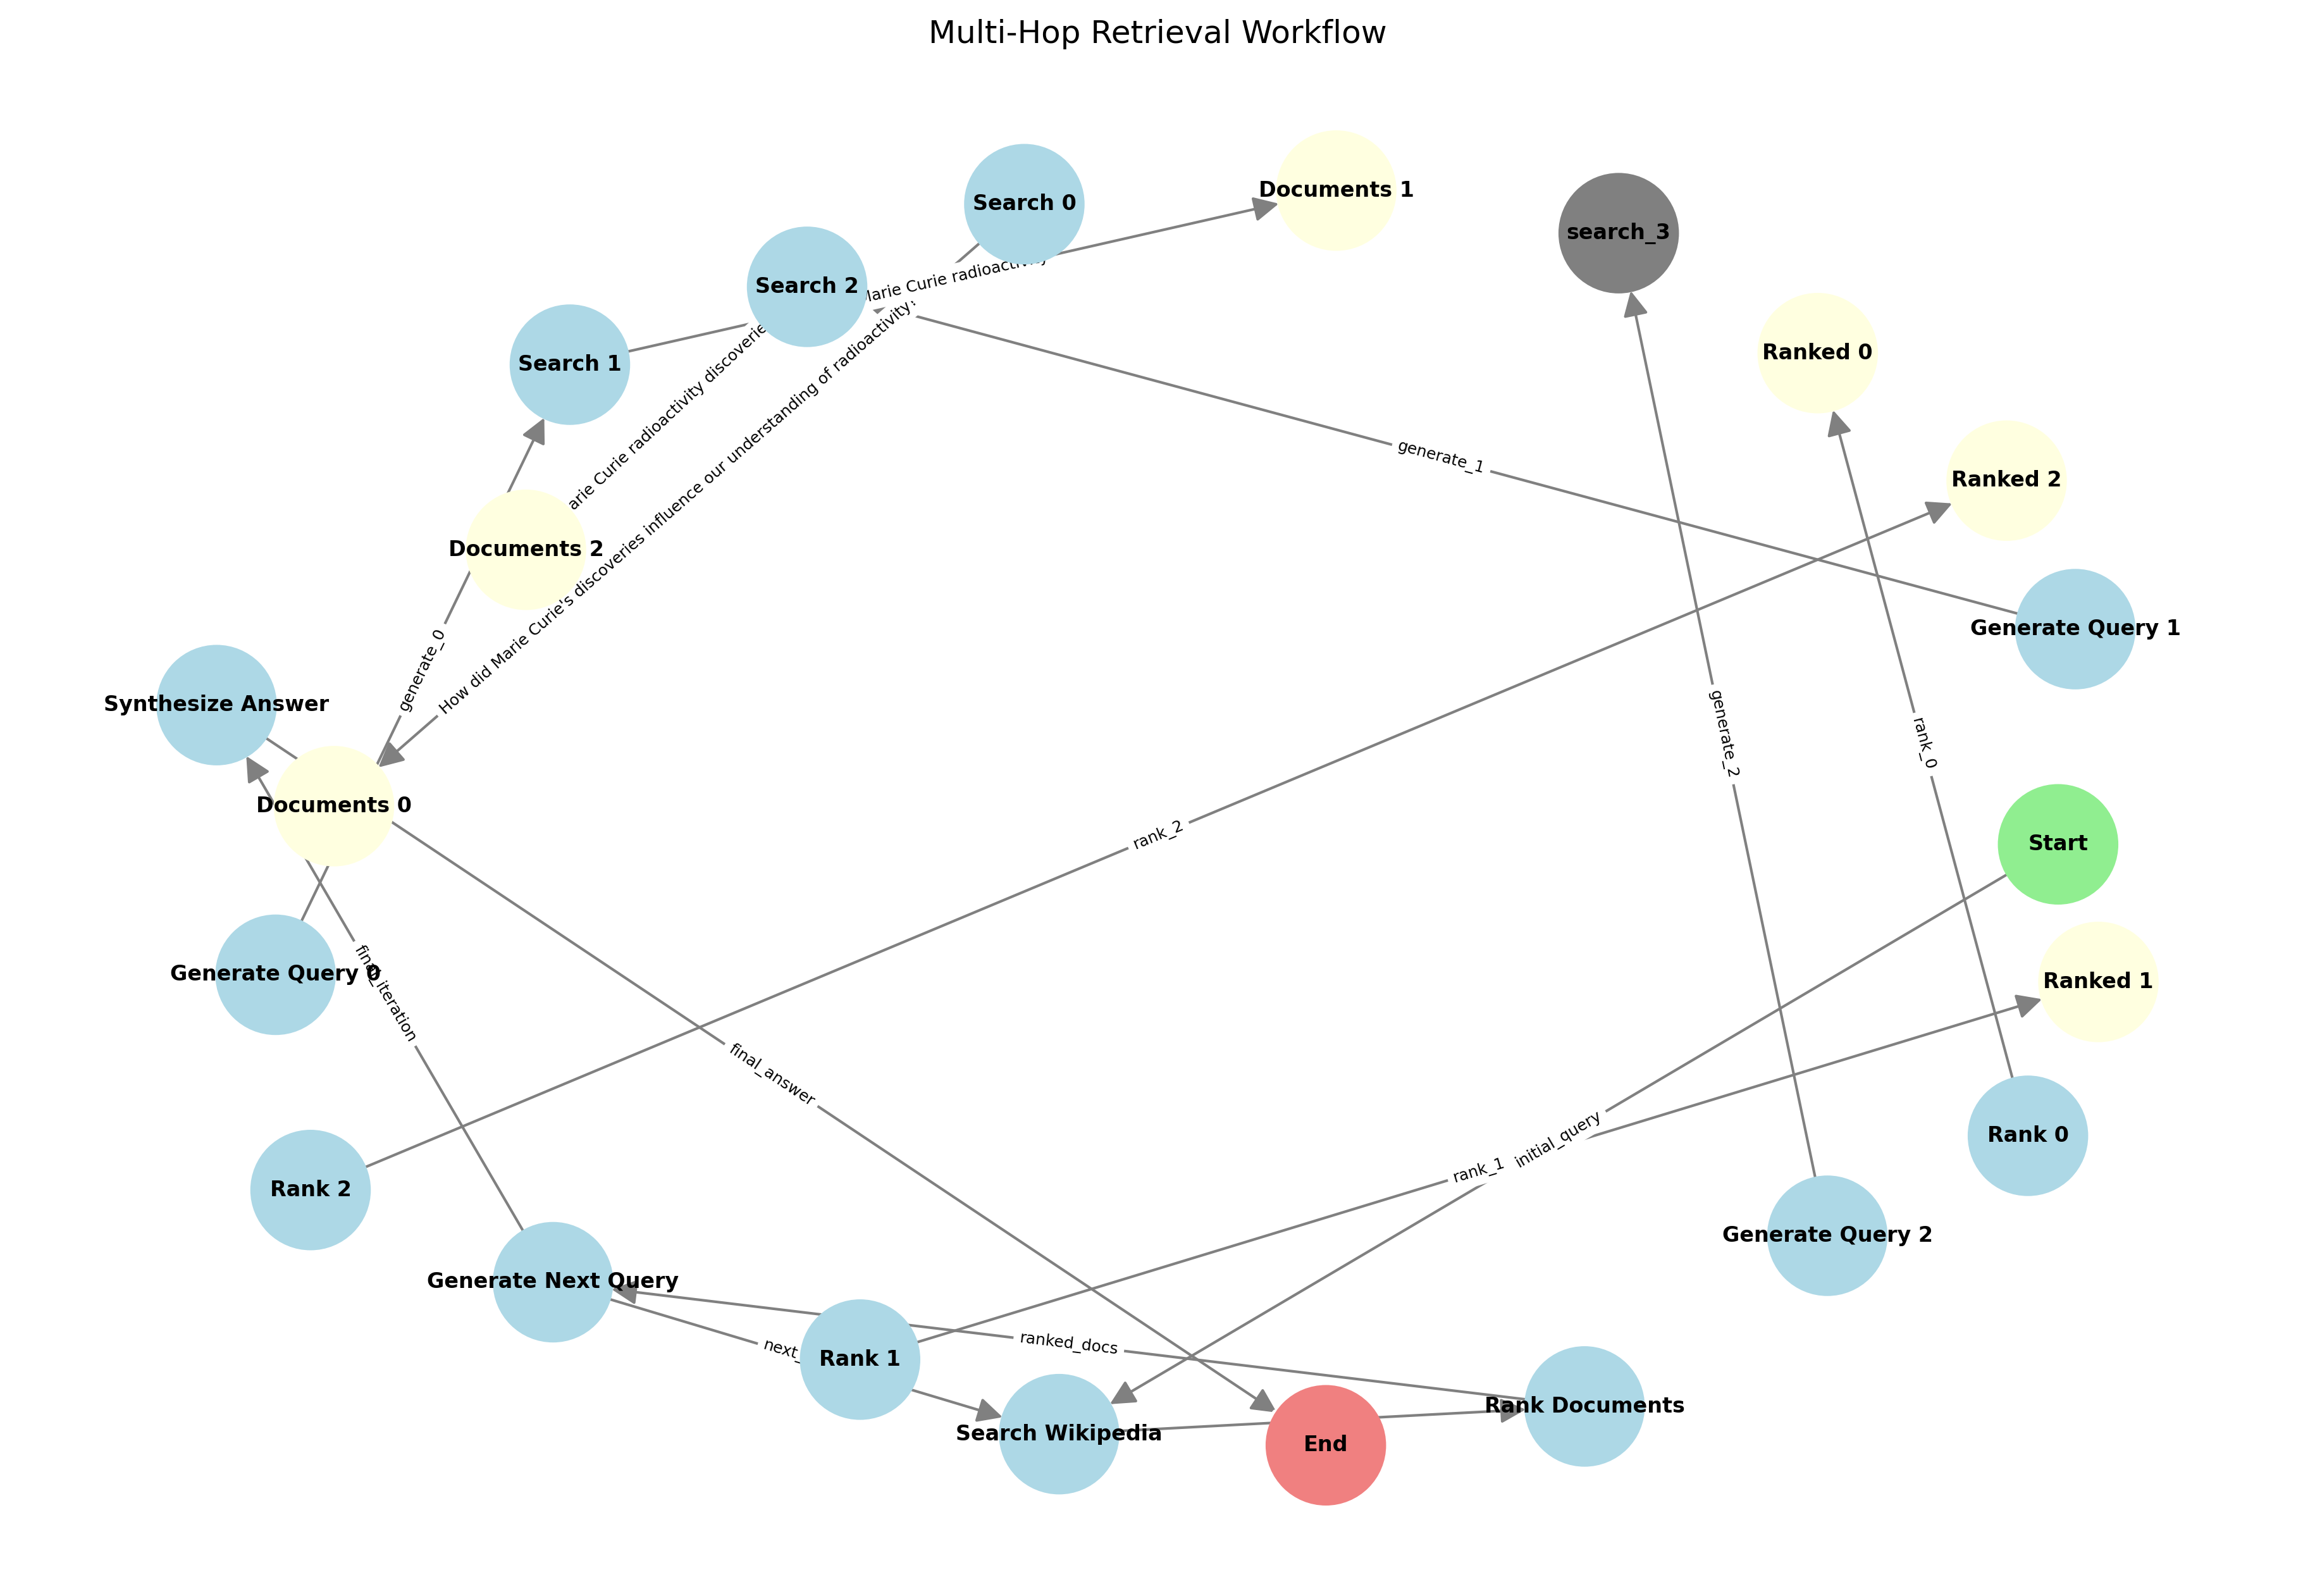 Multi-Hop Retrieval Workflow
Search 0
Documents 1
search_3
Marie Curie radioactivity
Search 2
Search 1
Ranked 0
generate_1
Ranked 2
Curie radioactivity
Documents 2
How did Marie Curie's discoveries influence our understanding of radioactivity
Generate Query 1
generate_0
Synthesize Answer
generate_2
rank_0
Documents 0
rank_2
Start
Generate Query 0
final_iteration
Ranked 1
final_answer
initial_query
rank_1
Rank 0
Rank 2
Generate Query 2
Generate Next Query
ranked_docs
Rank 1
Rank Documents
Search Wikipedia
End